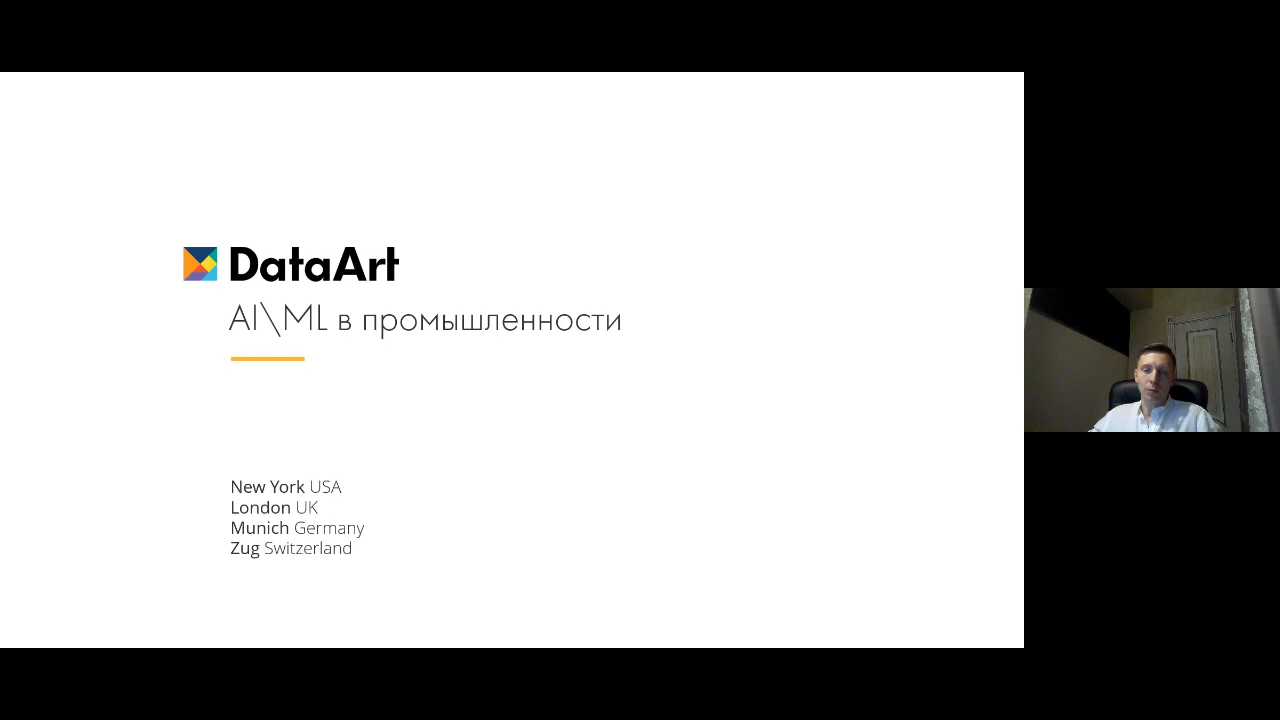 DataArt
AI\ML в промышленности
New York USA
London UK
Munich Germany
Zug Switzerland